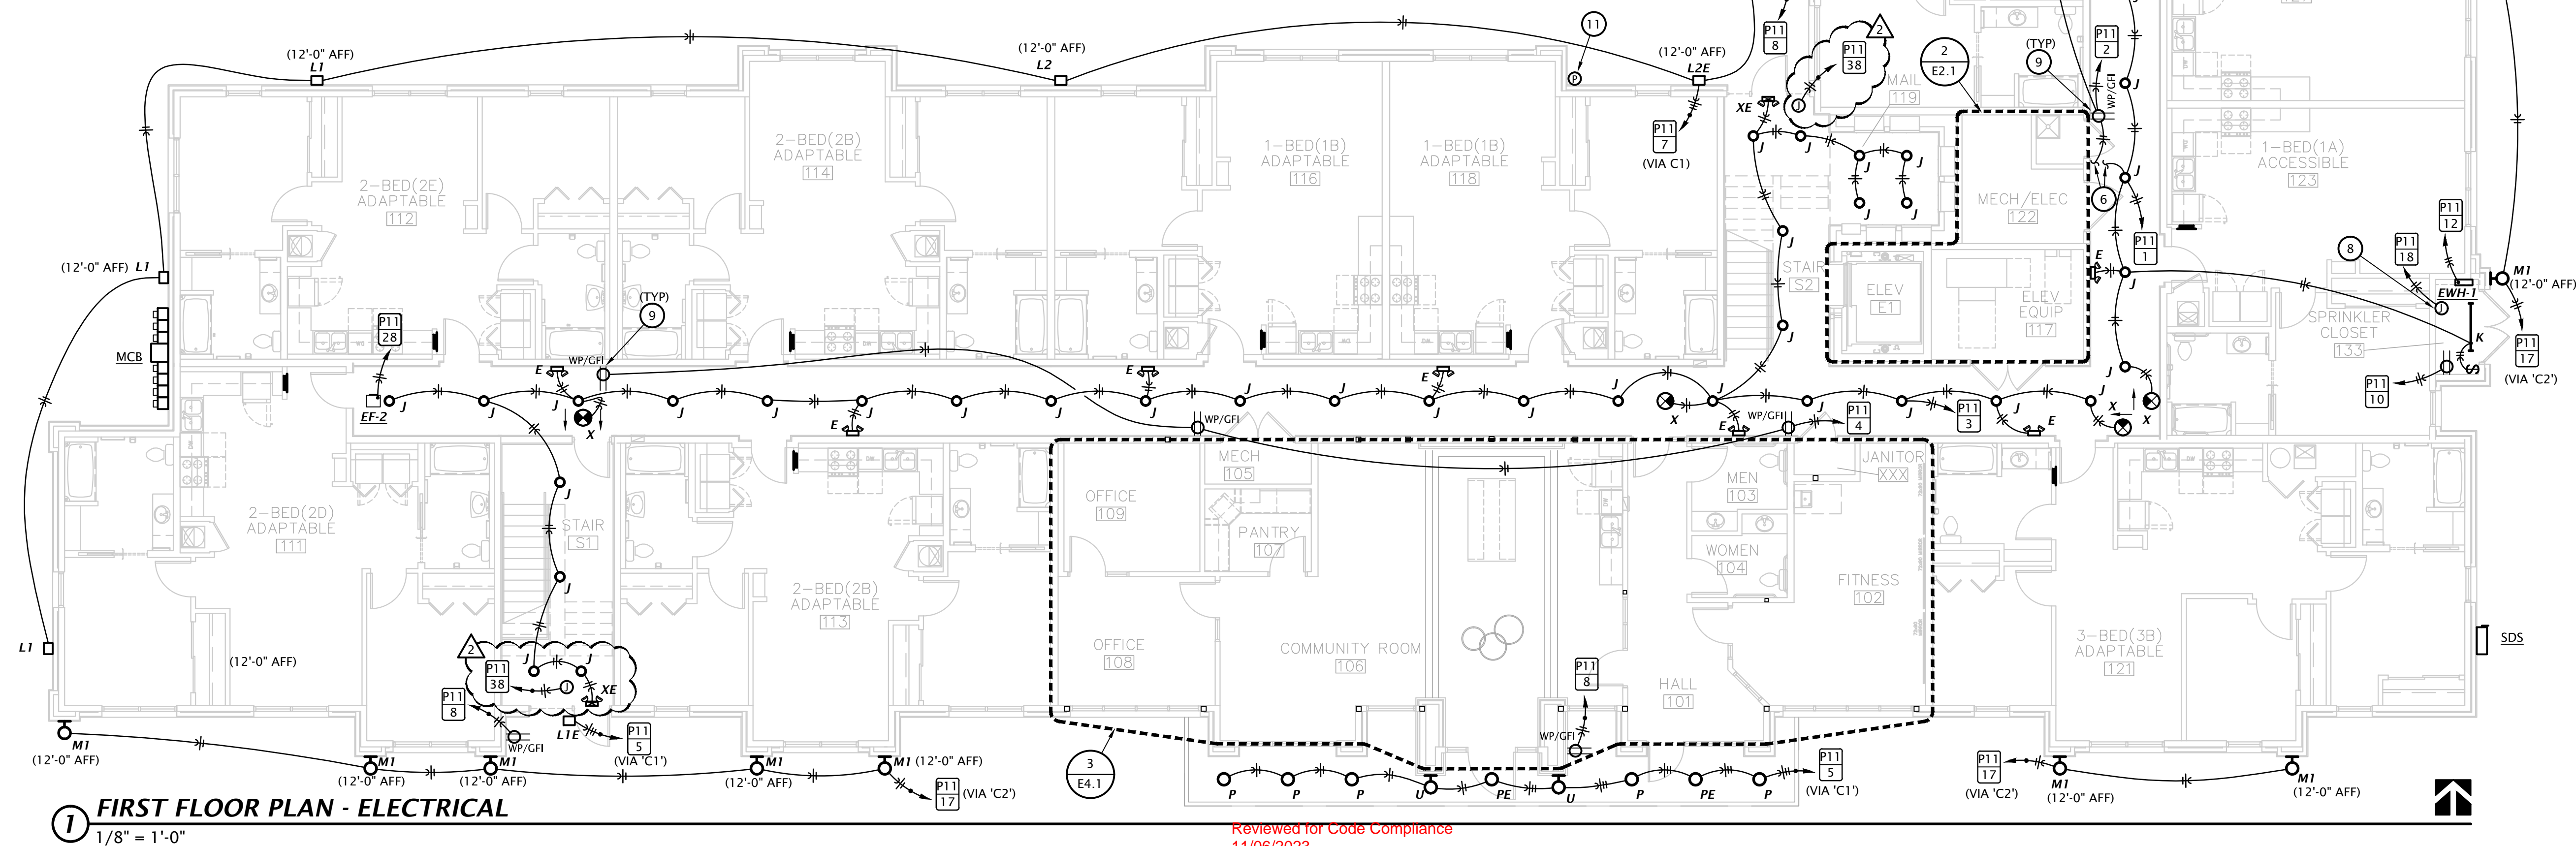 11
P11
8
2
P11
38
2
E2.1
(TYP)
9
P11
2
J
(12'-0" AFF)
L1
(12'-0" AFF)
L2
(12'-0" AFF)
L2E
P
P11
7
(VIA C1)
XE
J
MAIL
119
WP/GFI
J
J
J
J
J
J
J
J
2-BED(2E)
ADAPTABLE
112
2-BED(2B)
ADAPTABLE
114
1-BED(1B)
ADAPTABLE
116
1-BED(1B)
ADAPTABLE
118
MECH/ELEC
122
6
1-BED(1A)
ACCESSIBLE
123
P11
12
8
P11
18
P11
1
(12'-0" AFF) L1
STAIR
S2
ELEV
E1
ELEV
EQUIP
117
E
J
EWH-1
J
M1
(12'-0" AFF)
SPRINKLER
CLOSET
133
K
S
P11
17
(VIA 'C2')
P11
10
(TYP)
9
P11
28
MCB
WP/GFI
E
EF-2
J
J
J
X
J
J
E
J
J
J
E
J
J
J
E
J
J
J
X
J
E
WP/GFI
J
WP/GFI
P11
4
J
P11
3
J
E
J
X
X
J
J
2-BED(2D)
ADAPTABLE
111
STAIR
S1
J
J
2-BED(2B)
ADAPTABLE
113
OFFICE
109
MECH
105
PANTRY
107
MEN
103
JANITOR
XXX
WOMEN
104
FITNESS
102
OFFICE
108
COMMUNITY ROOM
106
HALL
101
3-BED(3B)
ADAPTABLE
121
SDS
L1
(12'-0" AFF)
2
P11
38
J
J
J
XE
P11
8
WP/GFI
L1E
P11
5
(VIA 'C1')
P11
8
WP/GFI
M1
(12'-0" AFF)
M1
(12'-0" AFF)
M1
(12'-0" AFF)
M1
(12'-0" AFF)
M1 (12'-0" AFF)
P11
17
(VIA 'C2')
3
E4.1
P
P
P
U
PE
U
P
PE
P
P11
5
(VIA 'C1')
P11
17
(VIA 'C2')
M1
(12'-0" AFF)
M1
(12'-0" AFF)
1
FIRST FLOOR PLAN - ELECTRICAL
1/8" = 1'-0"
Reviewed for Code Compliance
11/06/2023